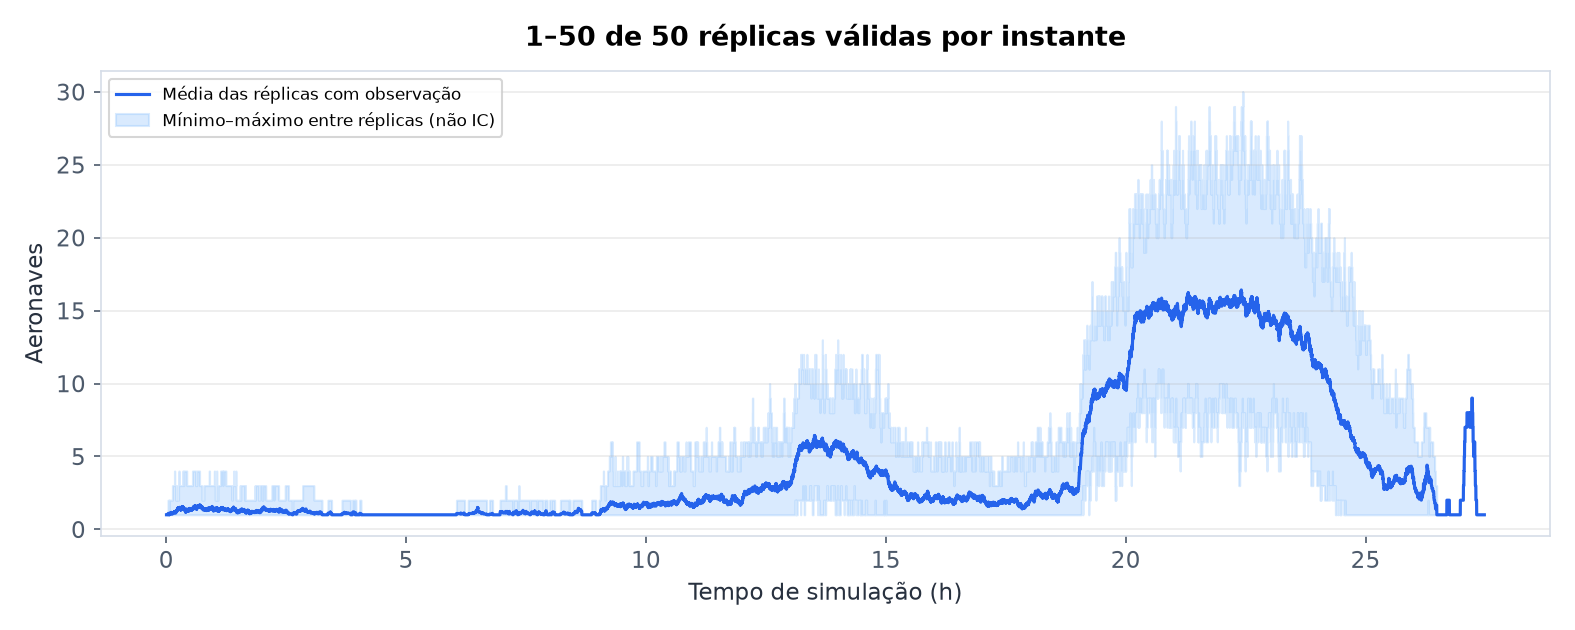 1–50 de 50 réplicas válidas por instante
Média das réplicas com observação
Mínimo–máximo entre réplicas (não IC)
Aeronaves
30
25
20
15
10
5
0
0 5 10 15 20 25
Tempo de simulação (h)